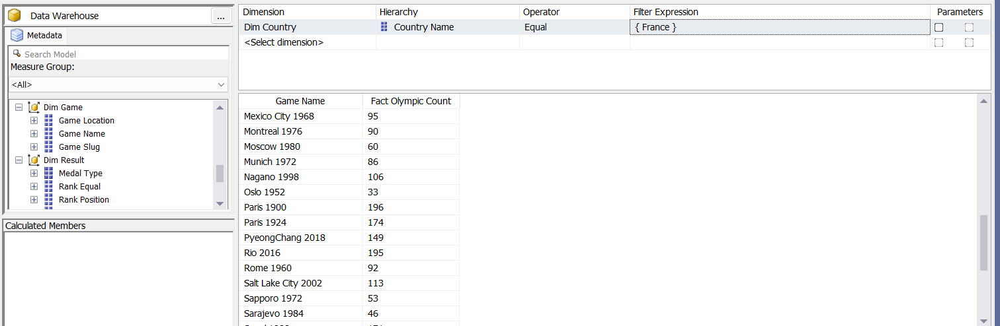 Data Warehouse
...
Metadata
Search Model
Measure Group:
<All>
Dim Game
Game Location
Game Name
Game Slug
Dim Result
Medal Type
Rank Equal
Rank Position
Calculated Members
Dimension Hierarchy Operator Filter Expression Parameters
Dim Country Country Name Equal { France }
<Select dimension>
Game Name Fact Olympic Count
Mexico City 1968 95
Montreal 1976 90
Moscow 1980 60
Munich 1972 86
Nagano 1998 106
Oslo 1952 33
Paris 1900 196
Paris 1924 174
PyeongChang 2018 149
Rio 2016 195
Rome 1960 92
Salt Lake City 2002 113
Sapporo 1972 53
Sarajevo 1984 46